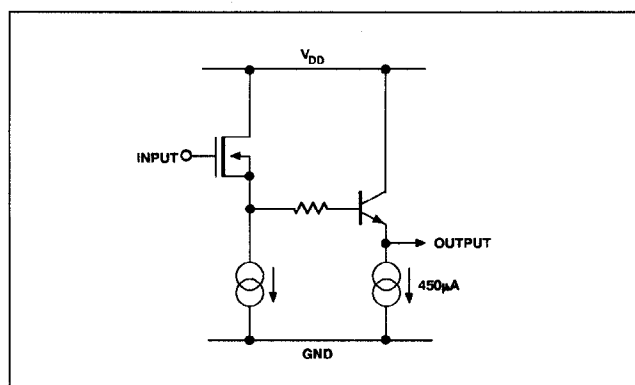 V_DD
INPUT
OUTPUT
450μA
GND